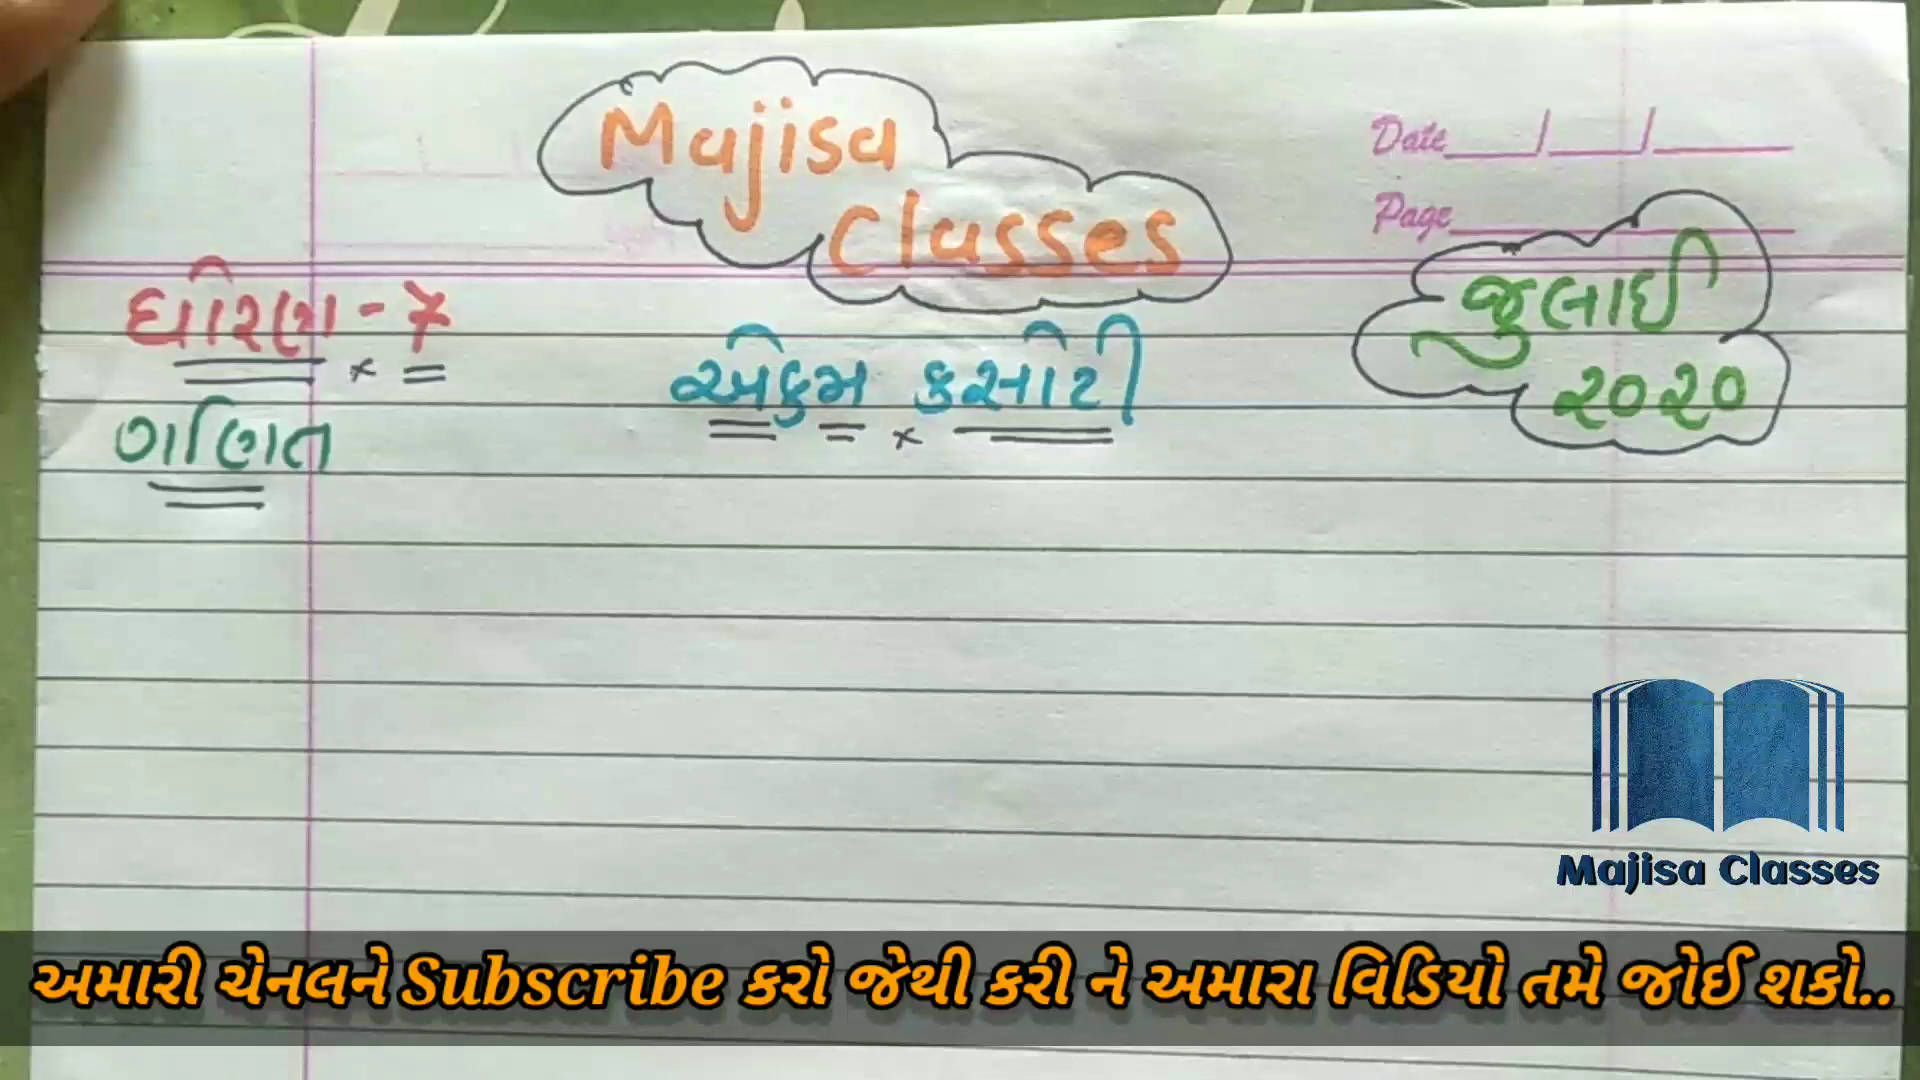 Majisa
Classes
Date
Page
ધોરણ - ૭
એકમ કસોટી
જુલાઈ
૨૦૨૦
ગણિત
Majisa Classes
અમારી ચેનલને Subscribe કરો જેથી કરી ને અમારા વિડિયો તમે જોઈ શકો..